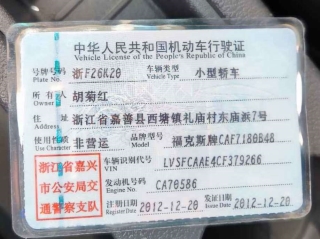 中华人民共和国机动车行驶证
Vehicle License of the People's Republic of China
号牌号码 浙F26K20 车辆类型 小型轿车
Plate No. Vehicle Type
所有人 胡菊红
Owner
住址 浙江省嘉善县西塘镇礼庙村东庙浜7号
Address
使用性质 非营运 品牌型号 福克斯牌CAF7180B48
Use Character Model
浙江省嘉兴
市公安局交
通警察支队
车辆识别代号 LVSFCAAE4CF379266
VIN
发动机号码 CA70586
Engine No.
注册日期 2012-12-20 发证日期 2012-12-20
Register Date Issue Date